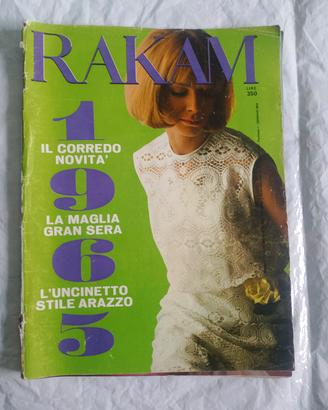 RAKAM
LIRE
350
1
IL CORREDO
NOVITA'
9
LA MAGLIA
GRAN SERA
6
L'UNCINETTO
STILE ARAZZO
5